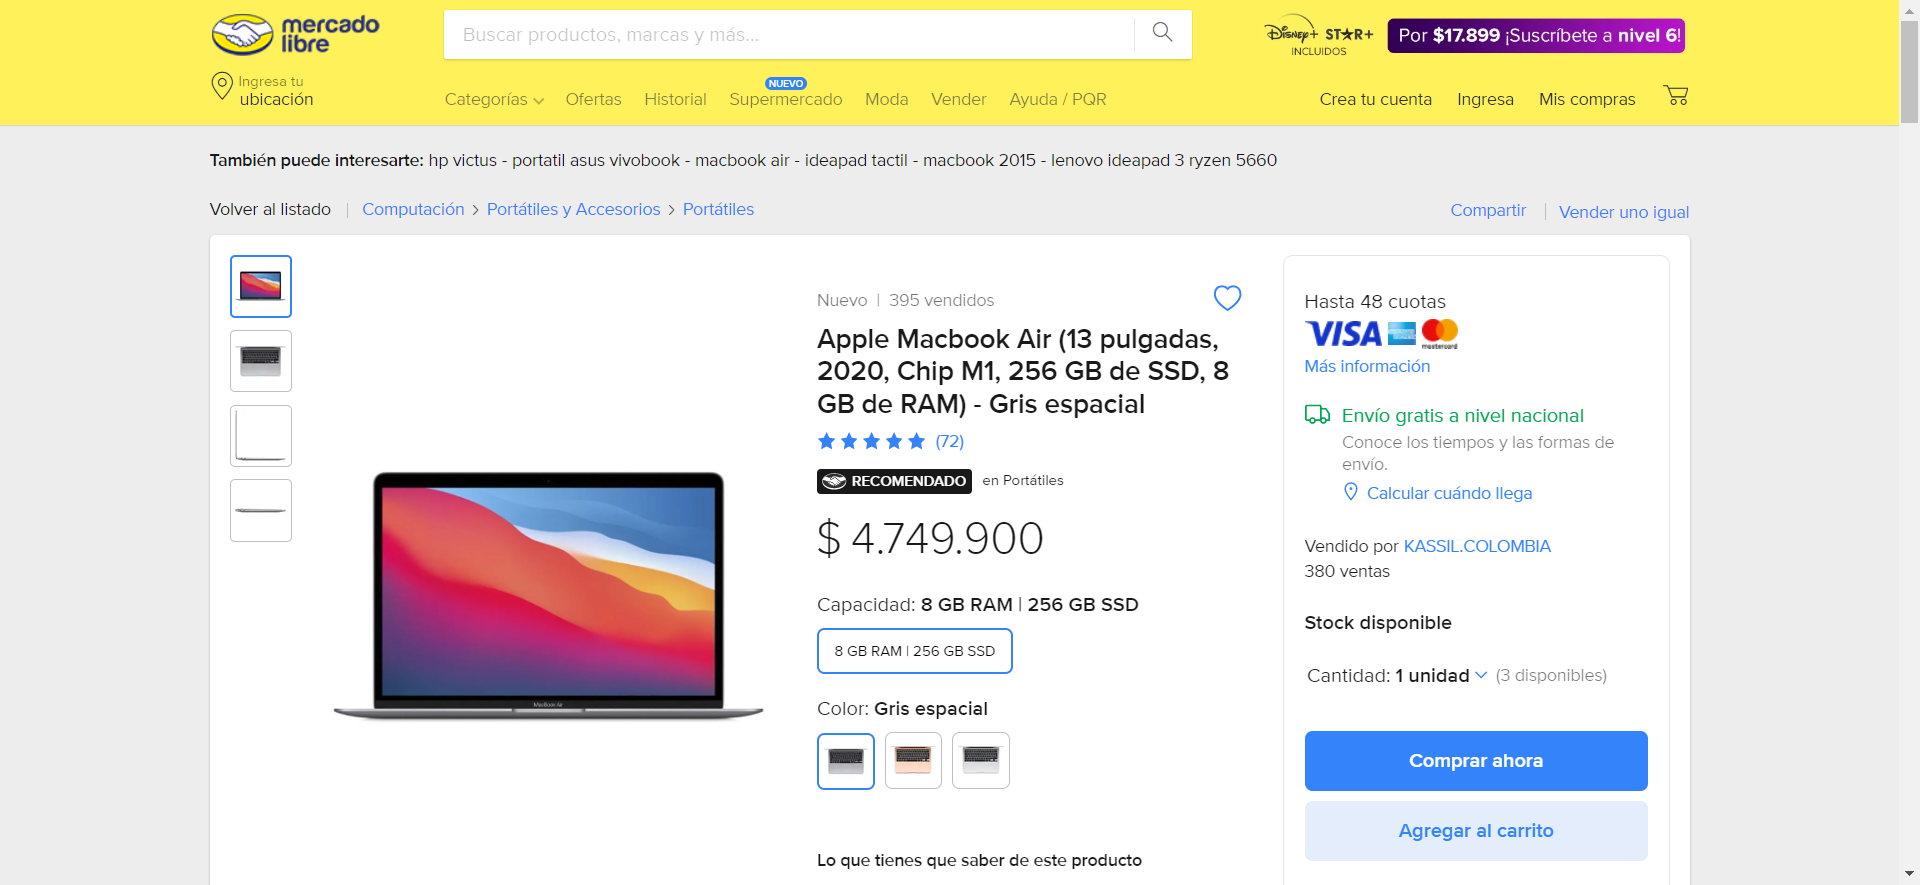 mercado
libre
Buscar productos, marcas y más...
Disney+ STAR+
INCLUIDOS
Por $17.899 ¡Suscríbete a nivel 6!
Ingresa tu
ubicación
Categorías
Ofertas
Historial
NUEVO
Supermercado
Moda
Vender
Ayuda / PQR
Crea tu cuenta
Ingresa
Mis compras
También puede interesarte: hp victus - portatil asus vivobook - macbook air - ideapad tactil - macbook 2015 - lenovo ideapad 3 ryzen 5660
Volver al listado | Computación > Portátiles y Accesorios > Portátiles
Compartir | Vender uno igual
Nuevo | 395 vendidos
Apple Macbook Air (13 pulgadas,
2020, Chip M1, 256 GB de SSD, 8
GB de RAM) - Gris espacial
(72)
RECOMENDADO en Portátiles
$ 4.749.900
Capacidad: 8 GB RAM | 256 GB SSD
8 GB RAM | 256 GB SSD
Color: Gris espacial
Lo que tienes que saber de este producto
MacBook Air
Hasta 48 cuotas
VISA
mastercard
Más información
Envío gratis a nivel nacional
Conoce los tiempos y las formas de
envío.
Calcular cuándo llega
Vendido por KASSIL.COLOMBIA
380 ventas
Stock disponible
Cantidad: 1 unidad (3 disponibles)
Comprar ahora
Agregar al carrito